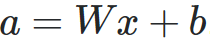 a = Wx + b